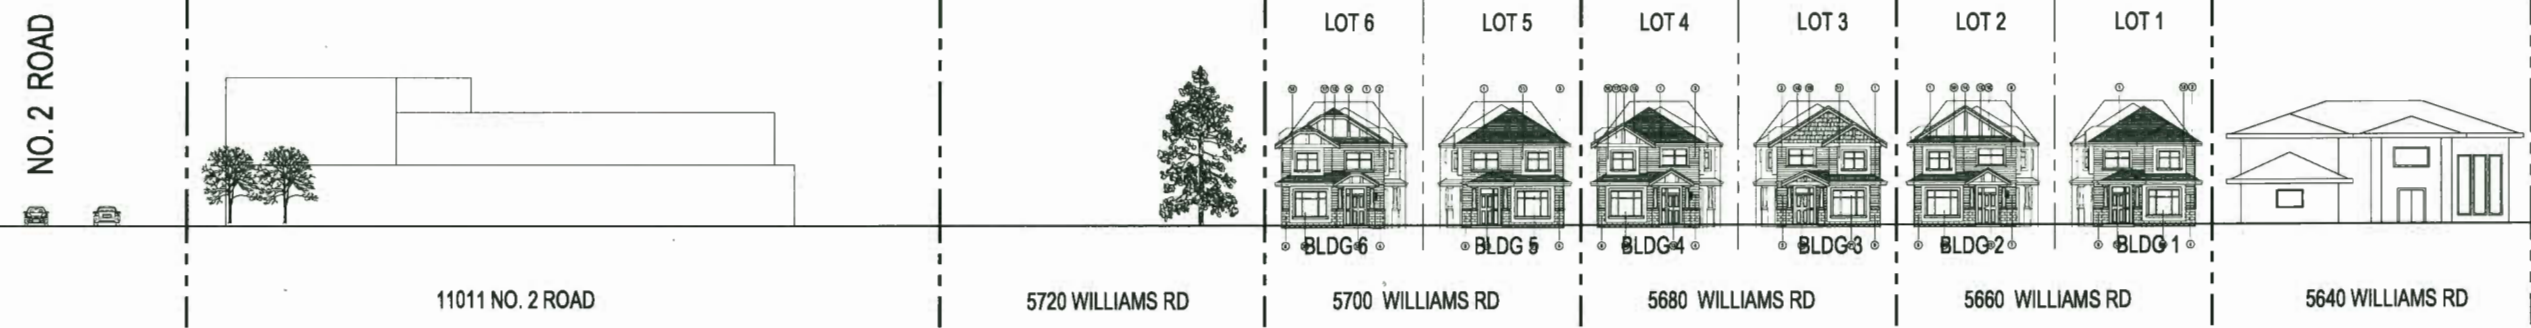 NO. 2 ROAD
LOT 6
LOT 5
LOT 4
LOT 3
LOT 2
LOT 1
BLDG 6
BLDG 5
BLDG 4
BLDG 3
BLDG 2
BLDG 1
11011 NO. 2 ROAD
5720 WILLIAMS RD
5700 WILLIAMS RD
5680 WILLIAMS RD
5660 WILLIAMS RD
5640 WILLIAMS RD